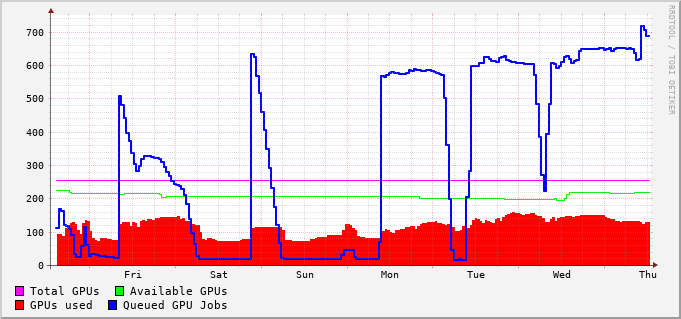 700
600
500
400
300
200
100
0
Fri Sat Sun Mon Tue Wed Thu
Total GPUs Available GPUs
GPUs used Queued GPU Jobs
RRDTOOL / TOBI OETIKER